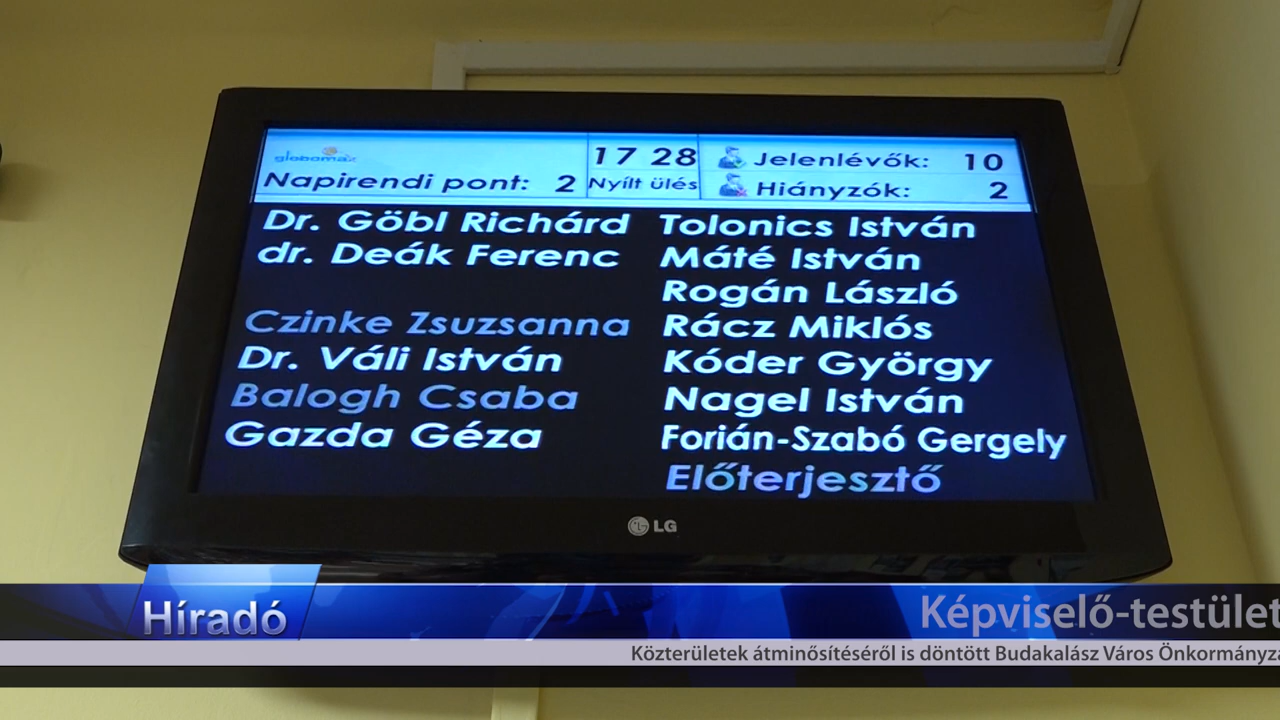 globomax
Napirendi pont: 2
17 28
Nyílt ülés
Jelenlévők: 10
Hiányzók: 2
Dr. Göbl Richárd
dr. Deák Ferenc
Czinke Zsuzsanna
Dr. Váli István
Balogh Csaba
Gazda Géza
Tolonics István
Máté István
Rogán László
Rácz Miklós
Kóder György
Nagel István
Forián-Szabó Gergely
Előterjesztő
LG
Híradó
Képviselő-testület
Közterületek átminősítéséről is döntött Budakalász Város Önkormányza